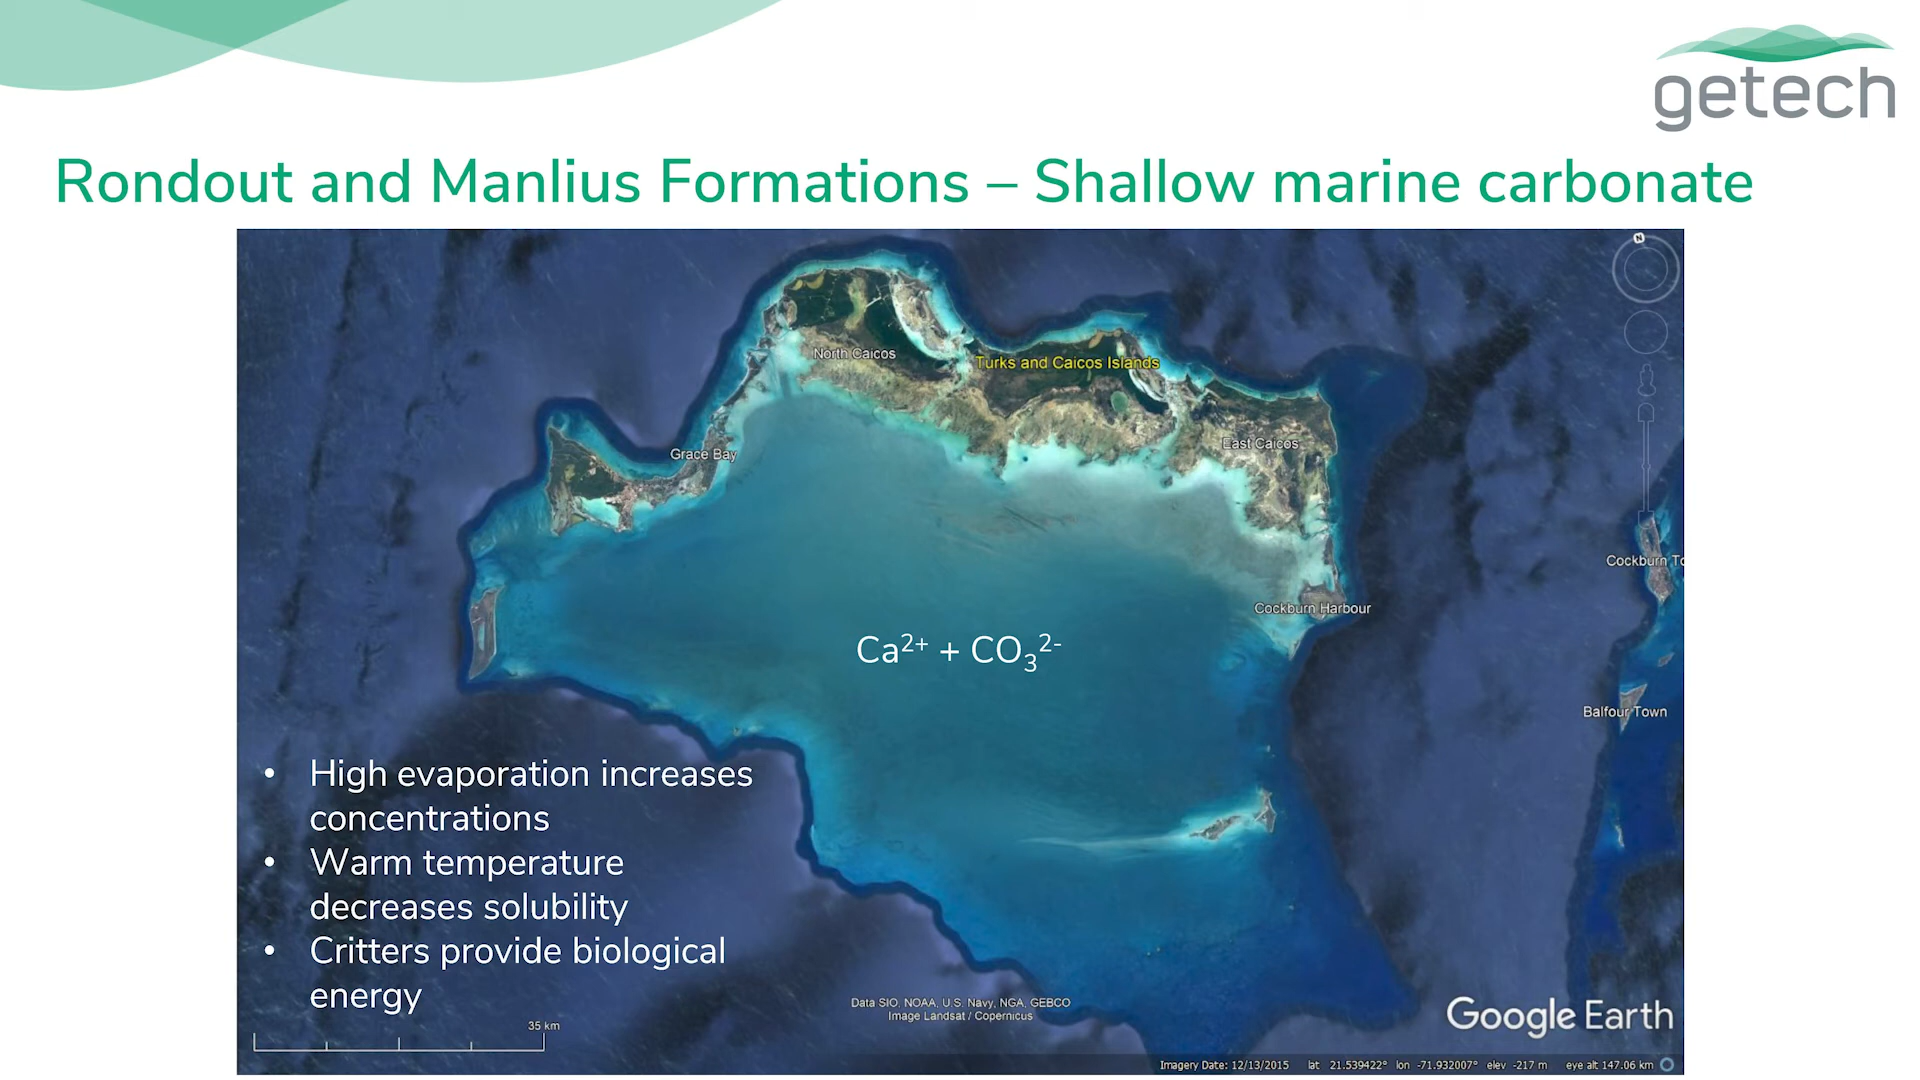 getech
Rondout and Manlius Formations – Shallow marine carbonate
N
North Caicos
Turks and Caicos Islands
Grace Bay
East Caicos
Cockburn To
Cockburn Harbour
Ca²⁺ + CO₃²⁻
Balfour Town
• High evaporation increases
concentrations
• Warm temperature
decreases solubility
• Critters provide biological
energy
35 km
Data SIO, NOAA, U.S. Navy, NGA, GEBCO
Image Landsat / Copernicus
Google Earth
Imagery Date: 12/13/2015 lat 21.539422° lon -71.932007° elev -217 m eye alt 147.06 km